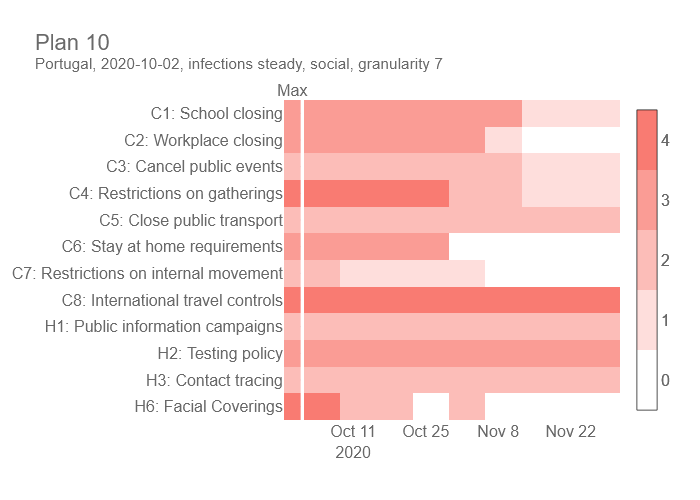 Plan 10
Portugal, 2020-10-02, infections steady, social, granularity 7
Max
C1: School closing
C2: Workplace closing
C3: Cancel public events
C4: Restrictions on gatherings
C5: Close public transport
C6: Stay at home requirements
C7: Restrictions on internal movement
C8: International travel controls
H1: Public information campaigns
H2: Testing policy
H3: Contact tracing
H6: Facial Coverings
Oct 11 Oct 25 Nov 8 Nov 22
2020
4
3
2
1
0